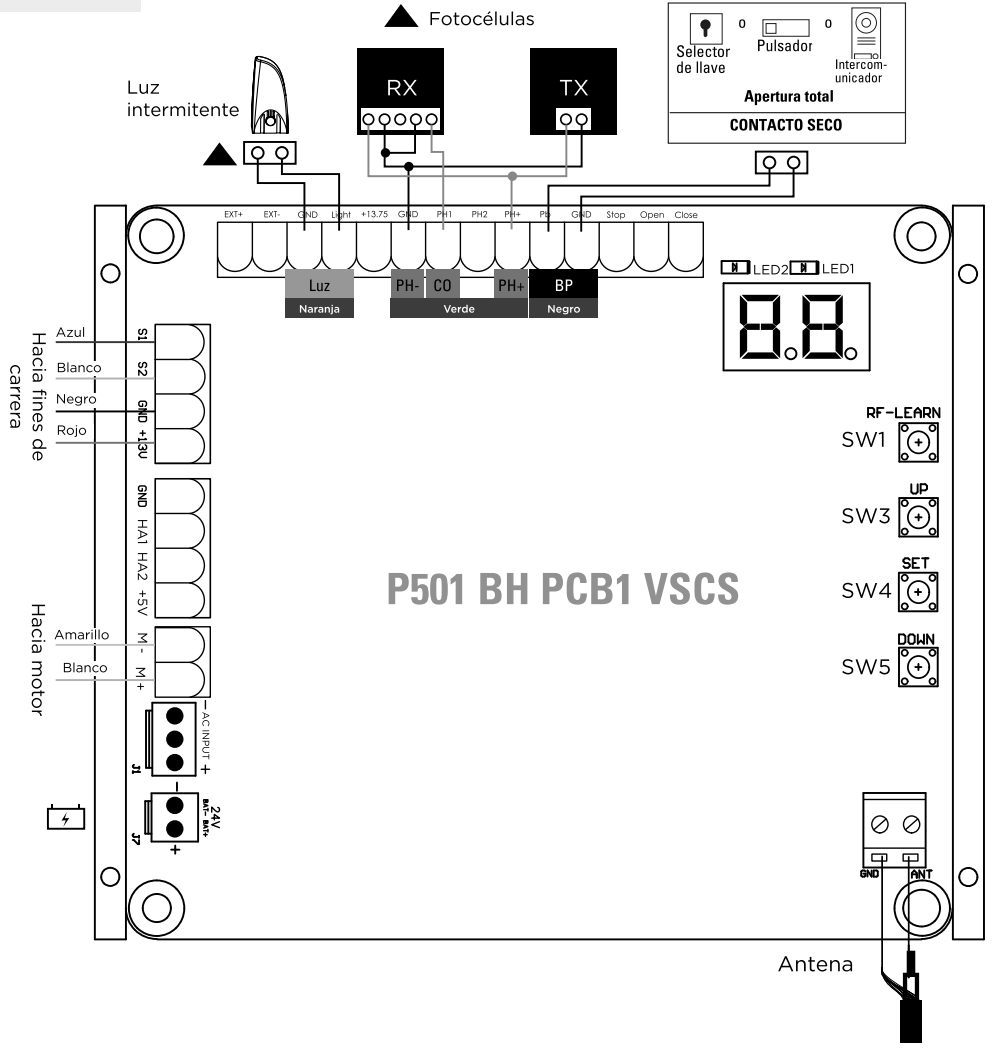 Fotocélulas
Luz
intermitente
RX
TX
o
o
Selector
de llave
Pulsador
Intercom-
unicador
Apertura total
CONTACTO SECO
EXT+ EXT- GND Light +13.75 GND PH1 PH2 PH+ Pb GND Stop Open Close
Luz
PH- CO PH+ BP
Naranja Verde Negro
LED2 LED1
8.8.
Hacia fines de
carrera
Azul
Blanco
Negro
Rojo
S1
S2
GND
+13V
RF-LEARN
SW1
UP
SW3
SET
SW4
DOWN
SW5
GND
HA1
HA2
+5V
P501 BH PCB1 VSCS
Hacia motor
Amarillo
Blanco
M -
M +
- AC INPUT +
J1
-
24V
BAT- BAT+
J7
+
GND ANT
Antena